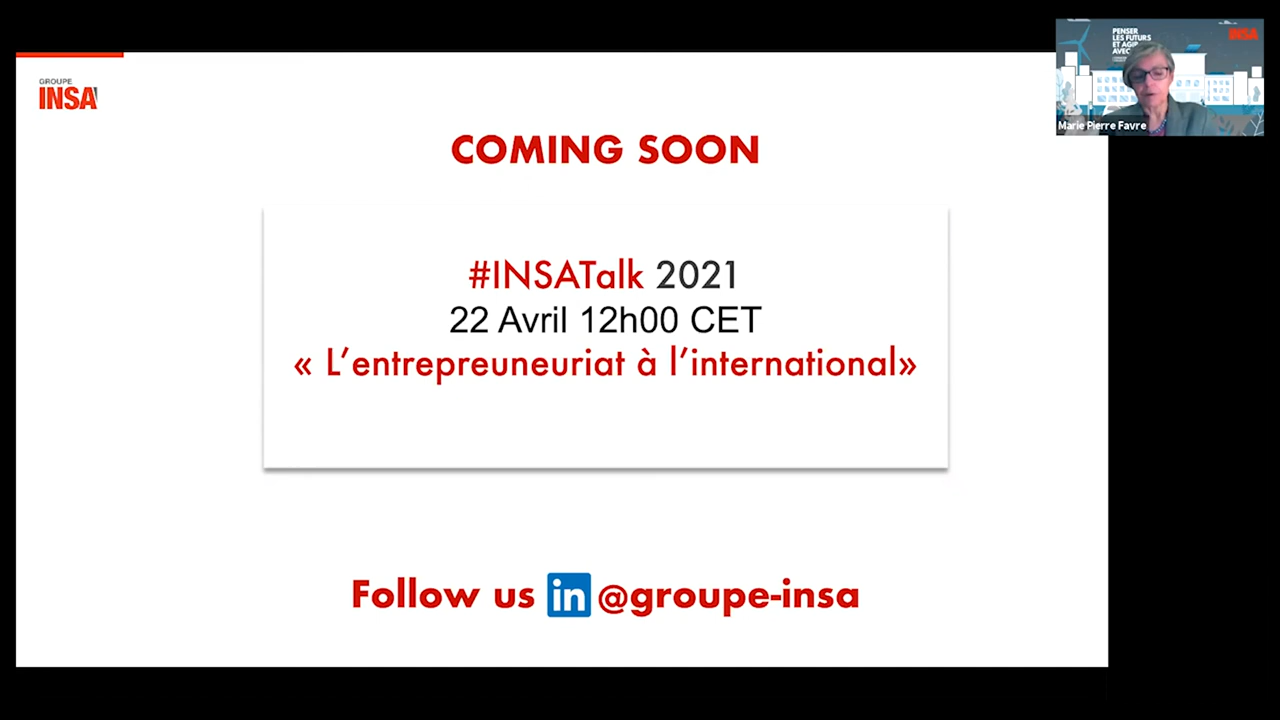 GROUPE
INSA
COMING SOON
#INSATalk 2021
22 Avril 12h00 CET
« L’entrepreuneuriat à l’international»
Follow us in @groupe-insa
PENSER
LES FUTURS
ET AGIR
AVEC
INSA
Marie Pierre Favre